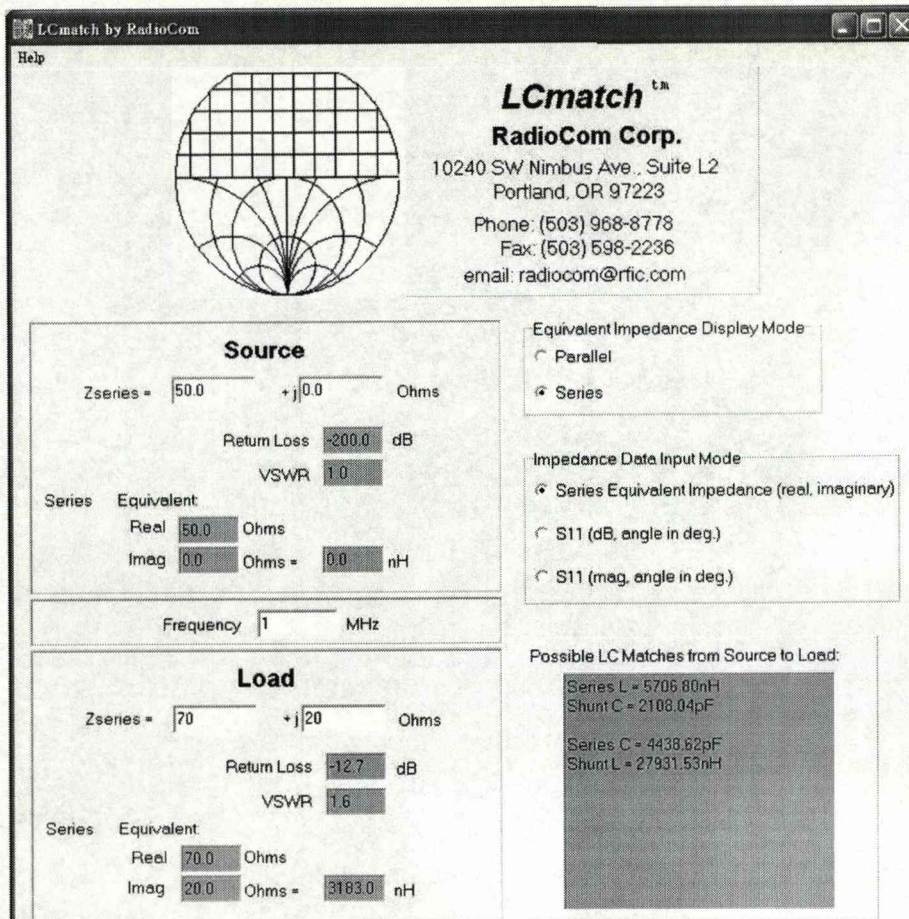 LCmatch by RadioCom
Help
LCmatch tm
RadioCom Corp.
10240 SW Nimbus Ave., Suite L2
Portland, OR 97223
Phone: (503) 968-8778
Fax: (503) 598-2236
email: radiocom@rfic.com
Source
Zseries = 50.0 + j 0.0 Ohms
Return Loss -200.0 dB
VSWR 1.0
Series Equivalent:
Real 50.0 Ohms
Imag 0.0 Ohms = 0.0 nH
Equivalent Impedance Display Mode
Parallel
Series
Impedance Data Input Mode
Series Equivalent Impedance (real, imaginary)
S11 (dB, angle in deg.)
S11 (mag, angle in deg.)
Frequency 1 MHz
Load
Zseries = 70 + j 20 Ohms
Return Loss -12.7 dB
VSWR 1.6
Series Equivalent:
Real 70.0 Ohms
Imag 20.0 Ohms = 3183.0 nH
Possible LC Matches from Source to Load:
Series L = 5706.80nH
Shunt C = 2108.04pF
Series C = 4438.62pF
Shunt L = 27931.53nH